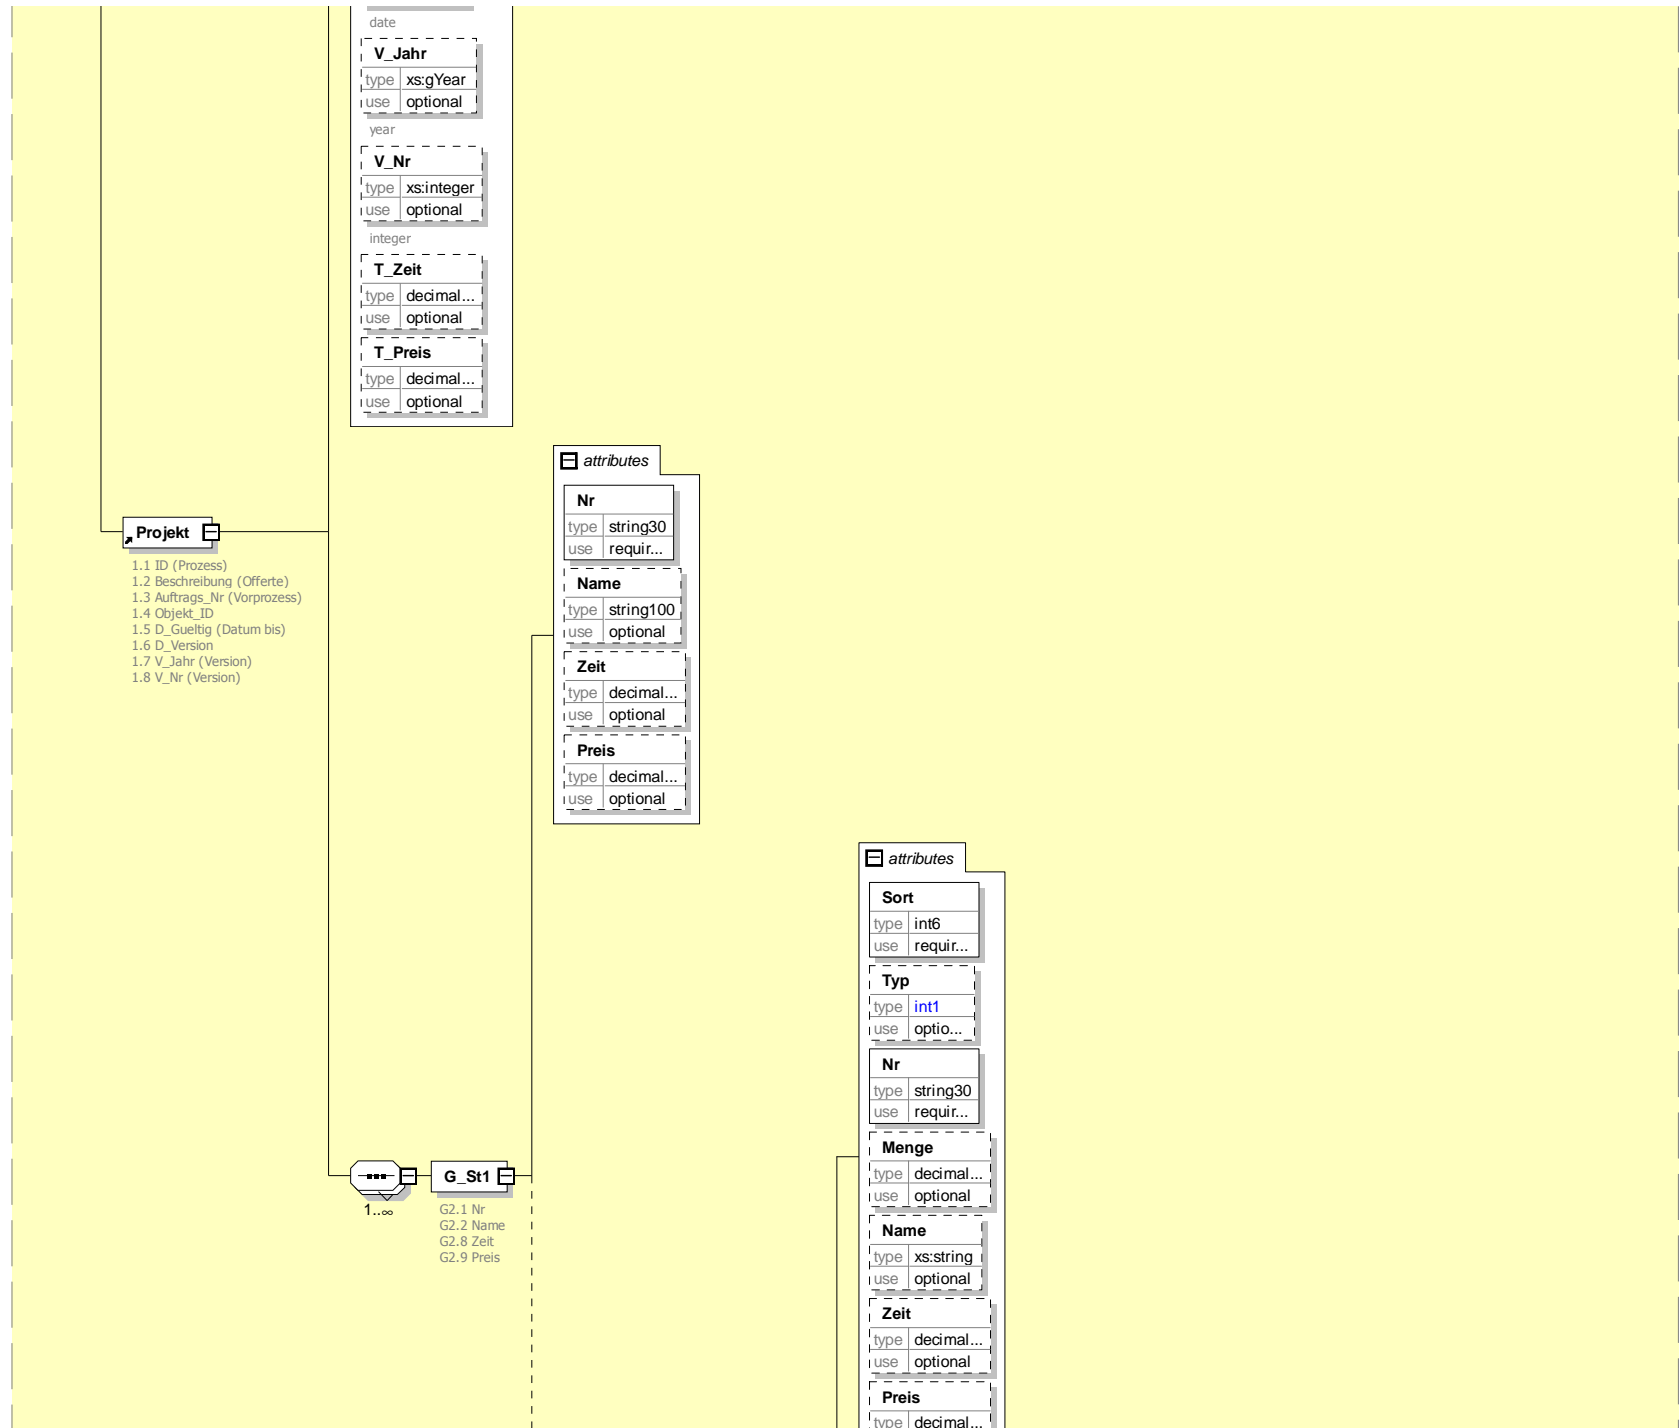 date
V_Jahr
type xs:gYear
use optional
year
V_Nr
type xs:integer
use optional
integer
T_Zeit
type decimal...
use optional
T_Preis
type decimal...
use optional
attributes
Nr
type string30
use requir...
Name
type string100
use optional
Zeit
type decimal...
use optional
Preis
type decimal...
use optional
Projekt
1.1 ID (Prozess)
1.2 Beschreibung (Offerte)
1.3 Auftrags_Nr (Vorprozess)
1.4 Objekt_ID
1.5 D_Gueltig (Datum bis)
1.6 D_Version
1.7 V_Jahr (Version)
1.8 V_Nr (Version)
attributes
Sort
type int6
use requir...
Typ
type int1
use optio...
Nr
type string30
use requir...
Menge
type decimal...
use optional
Name
type xs:string
use optional
Zeit
type decimal...
use optional
Preis
type decimal...
G_St1
1..∞
G2.1 Nr
G2.2 Name
G2.8 Zeit
G2.9 Preis